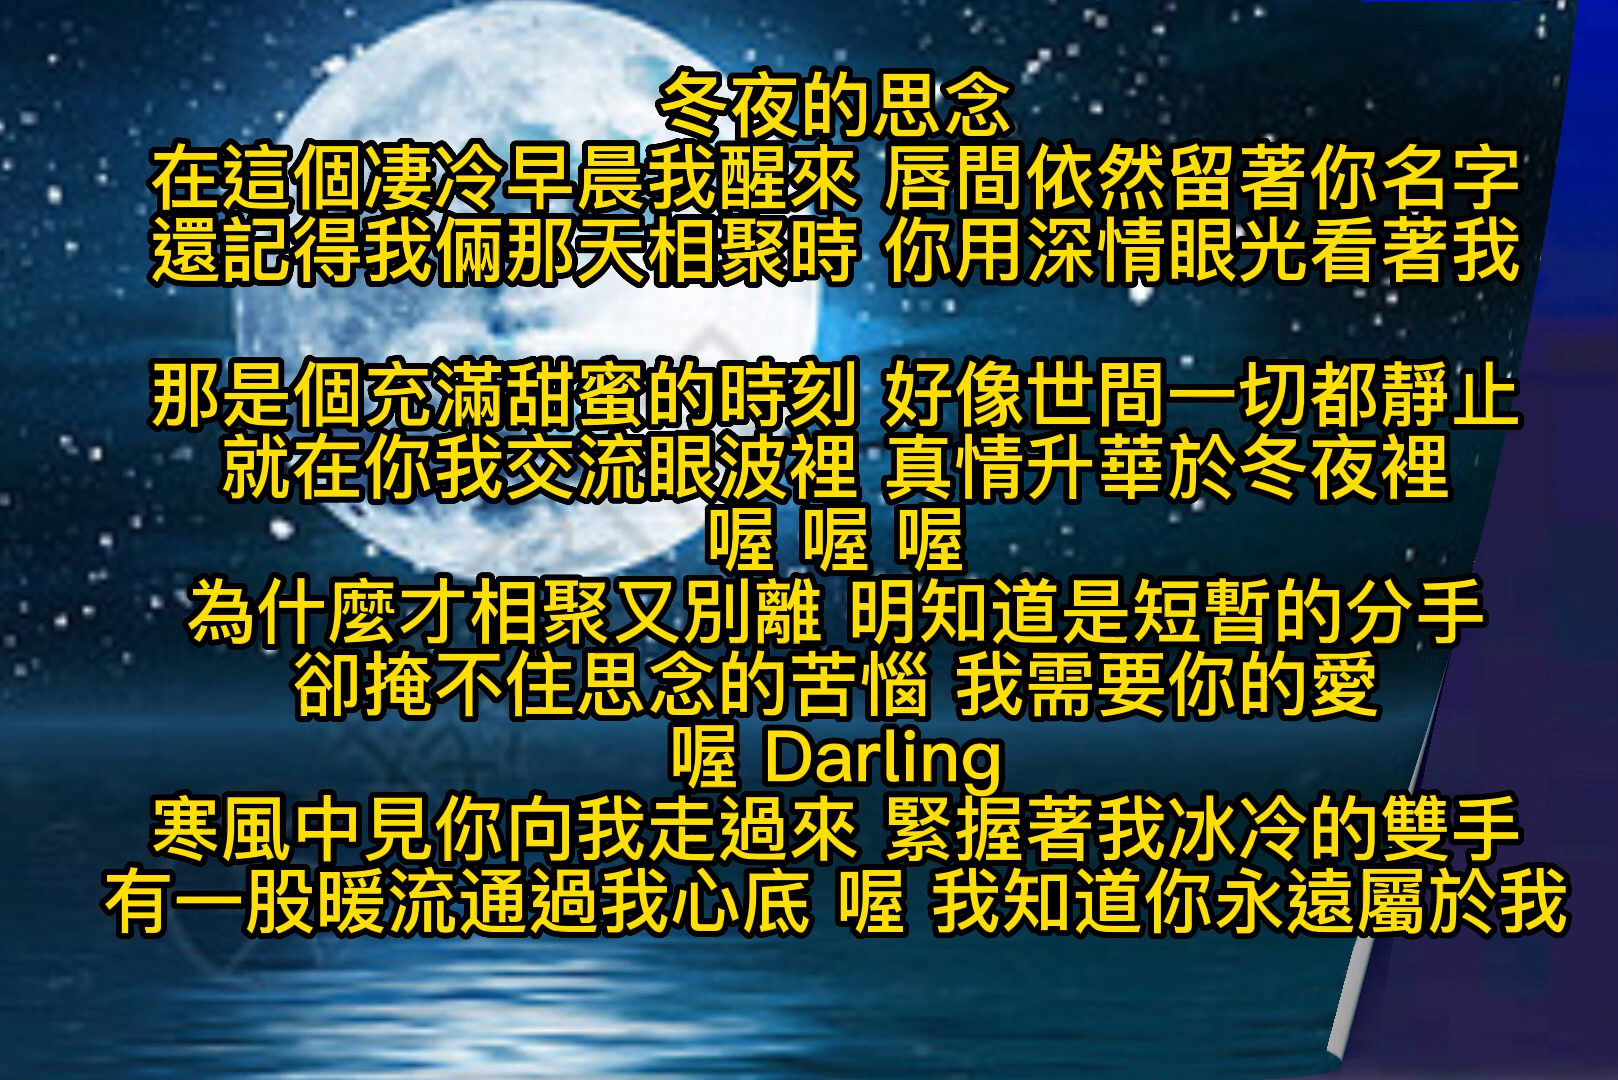 冬夜的思念
在這個凄冷早晨我醒來 唇間依然留著你名字
還記得我倆那天相聚時 你用深情眼光看著我
那是個充滿甜蜜的時刻 好像世間一切都靜止
就在你我交流眼波裡 真情升華於冬夜裡
喔 喔 喔
為什麼才相聚又別離 明知道是短暫的分手
卻掩不住思念的苦惱 我需要你的愛
喔 Darling
寒風中見你向我走過來 緊握著我冰冷的雙手
有一股暖流通過我心底 喔 我知道你永遠屬於我